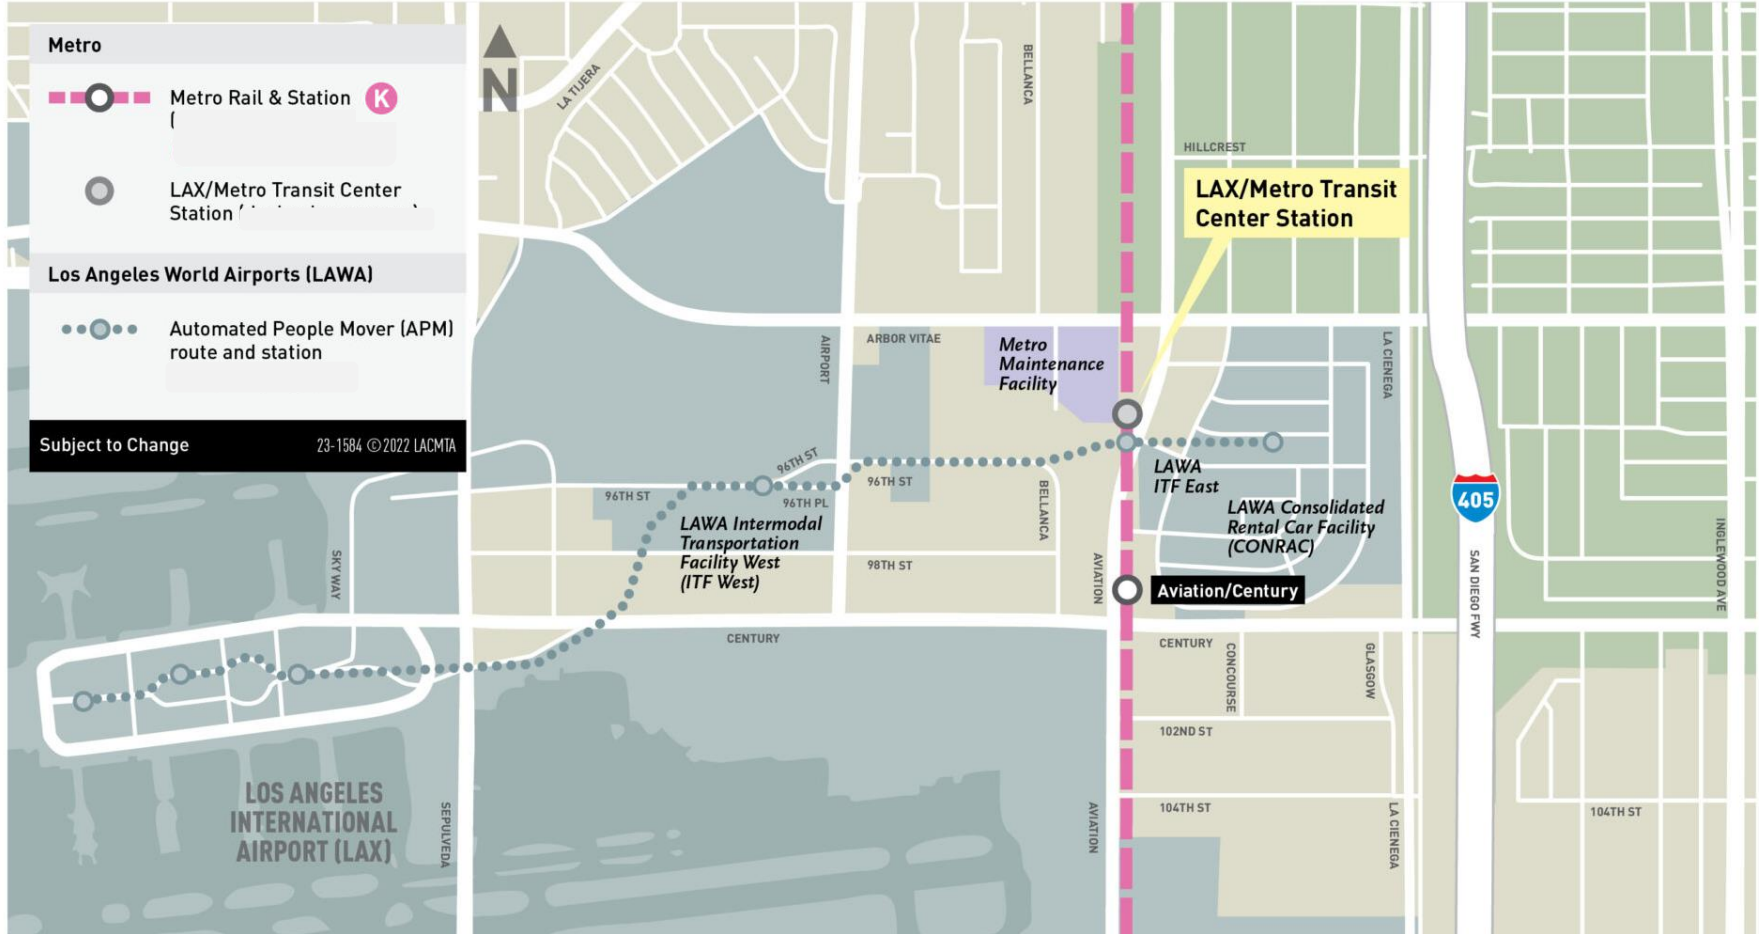 Metro
Metro Rail & Station K
(
LAX/Metro Transit Center
Station (
Los Angeles World Airports (LAWA)
Automated People Mover (APM)
route and station
Subject to Change 23-1584 ©2022 LACMTA
N
LA TIJERA
BELLANCA
HILLCREST
LAX/Metro Transit
Center Station
AIRPORT
ARBOR VITAE
Metro
Maintenance
Facility
LA CIENEGA
96TH ST
96TH ST
96TH PL
96TH ST
BELLANCA
LAWA
ITF East
LAWA Intermodal
Transportation
Facility West
(ITF West)
LAWA Consolidated
Rental Car Facility
(CONRAC)
405
SKY WAY
98TH ST
AVIATION
Aviation/Century
SAN DIEGO FWY
INGLEWOOD AVE
CENTURY
CENTURY
CONCOURSE
GLASGOW
102ND ST
LOS ANGELES
INTERNATIONAL
AIRPORT (LAX)
SEPULVEDA
AVIATION
104TH ST
LA CIENEGA
104TH ST